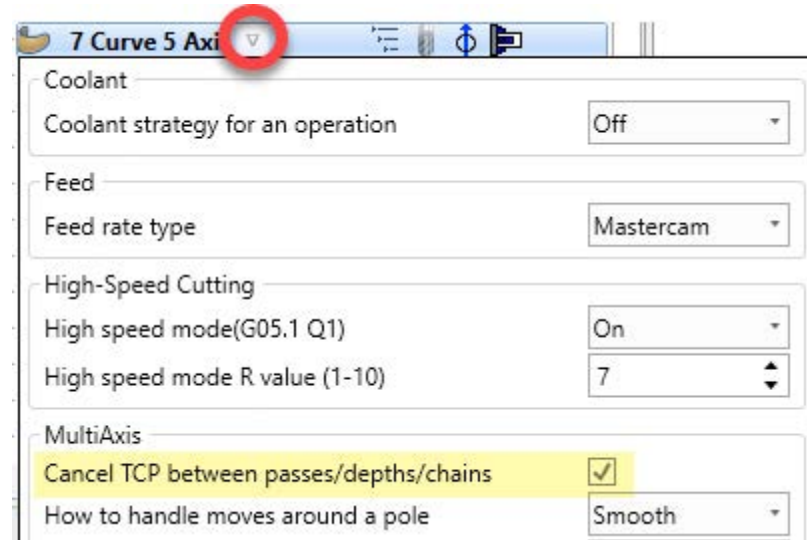 7 Curve 5 Axi
Coolant
Coolant strategy for an operation Off
Feed
Feed rate type Mastercam
High-Speed Cutting
High speed mode(G05.1 Q1) On
High speed mode R value (1-10) 7
MultiAxis
Cancel TCP between passes/depths/chains
How to handle moves around a pole Smooth